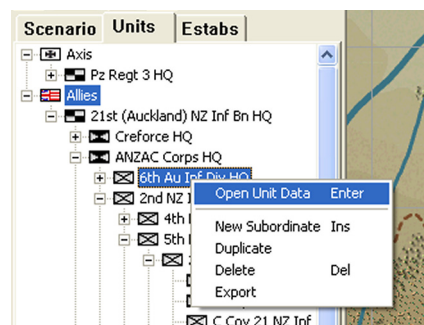 Scenario Units Estabs
Axis
Pz Regt 3 HQ
Allies
21st (Auckland) NZ Inf Bn HQ
Creforce HQ
ANZAC Corps HQ
6th Au Inf Div HQ
2nd NZ
4th
5th
Open Unit Data Enter
New Subordinate Ins
Duplicate
Delete Del
Export
C Coy 21 NZ Inf